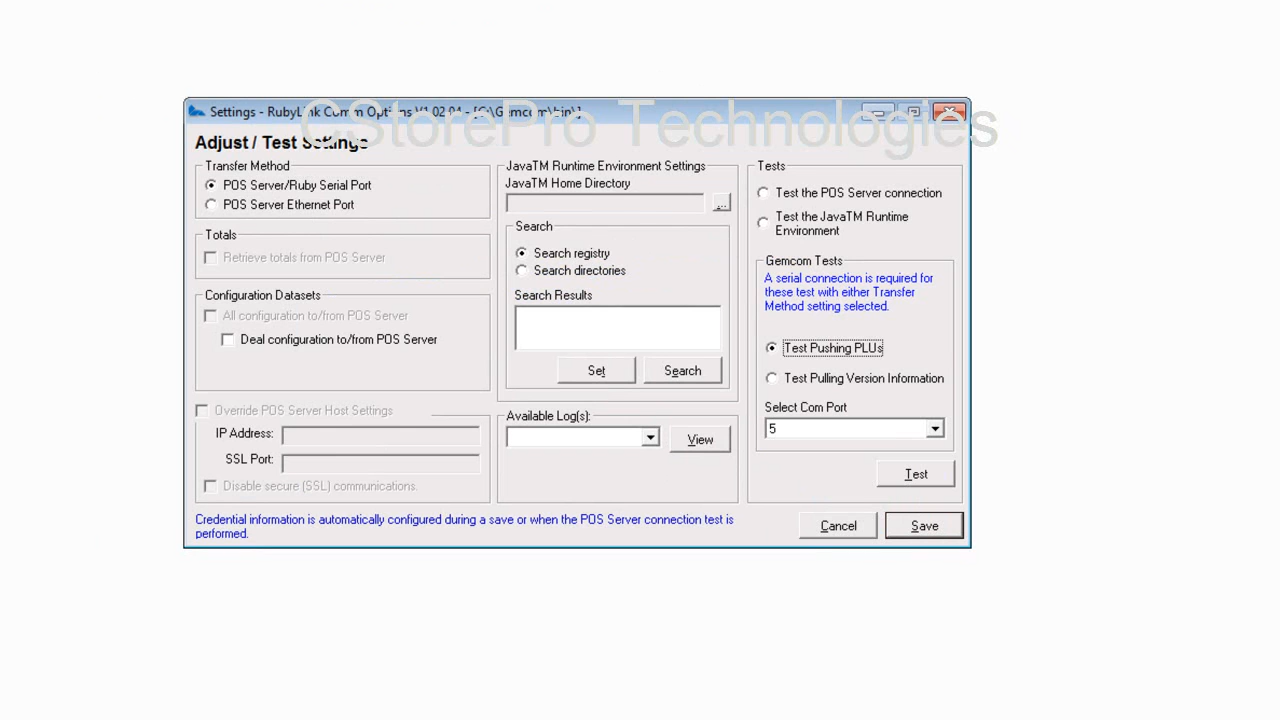 Settings - RubyLink Comm Options V1.02.04 - [C:\Gemcom\bin\]
CStorePro Technologies
Adjust / Test Settings
Transfer Method
POS Server/Ruby Serial Port
POS Server Ethernet Port
Totals
Retrieve totals from POS Server
Configuration Datasets
All configuration to/from POS Server
Deal configuration to/from POS Server
Override POS Server Host Settings
IP Address:
SSL Port:
Disable secure (SSL) communications.
JavaTM Runtime Environment Settings
JavaTM Home Directory
...
Search
Search registry
Search directories
Search Results
Set
Search
Available Log(s):
View
Tests
Test the POS Server connection
Test the JavaTM Runtime
Environment
Gemcom Tests
A serial connection is required for
these test with either Transfer
Method setting selected.
Test Pushing PLUs
Test Pulling Version Information
Select Com Port
5
Test
Credential information is automatically configured during a save or when the POS Server connection test is
performed.
Cancel
Save